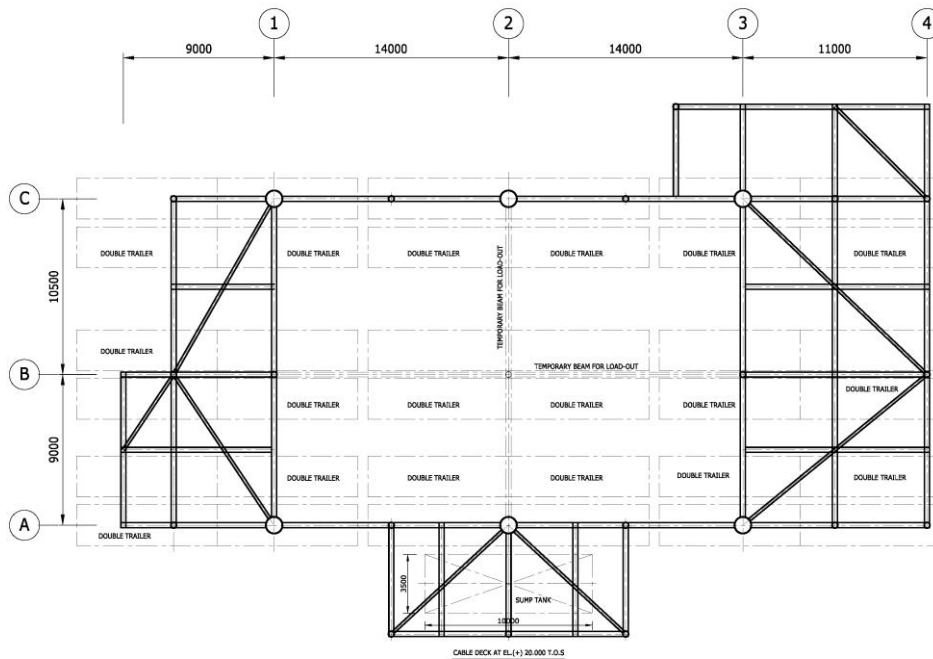 1
2
3
4
9000
14000
14000
11000
C
DOUBLE TRAILER
DOUBLE TRAILER
DOUBLE TRAILER
DOUBLE TRAILER
DOUBLE TRAILER
DOUBLE TRAILER
10500
TEMPORARY BEAM FOR LOAD-OUT
DOUBLE TRAILER
TEMPORARY BEAM FOR LOAD-OUT
B
DOUBLE TRAILER
DOUBLE TRAILER
DOUBLE TRAILER
DOUBLE TRAILER
DOUBLE TRAILER
9000
DOUBLE TRAILER
DOUBLE TRAILER
DOUBLE TRAILER
DOUBLE TRAILER
DOUBLE TRAILER
A
DOUBLE TRAILER
3500
SUMP TANK
10000
CABLE DECK AT EL.(+) 20.000 T.O.S